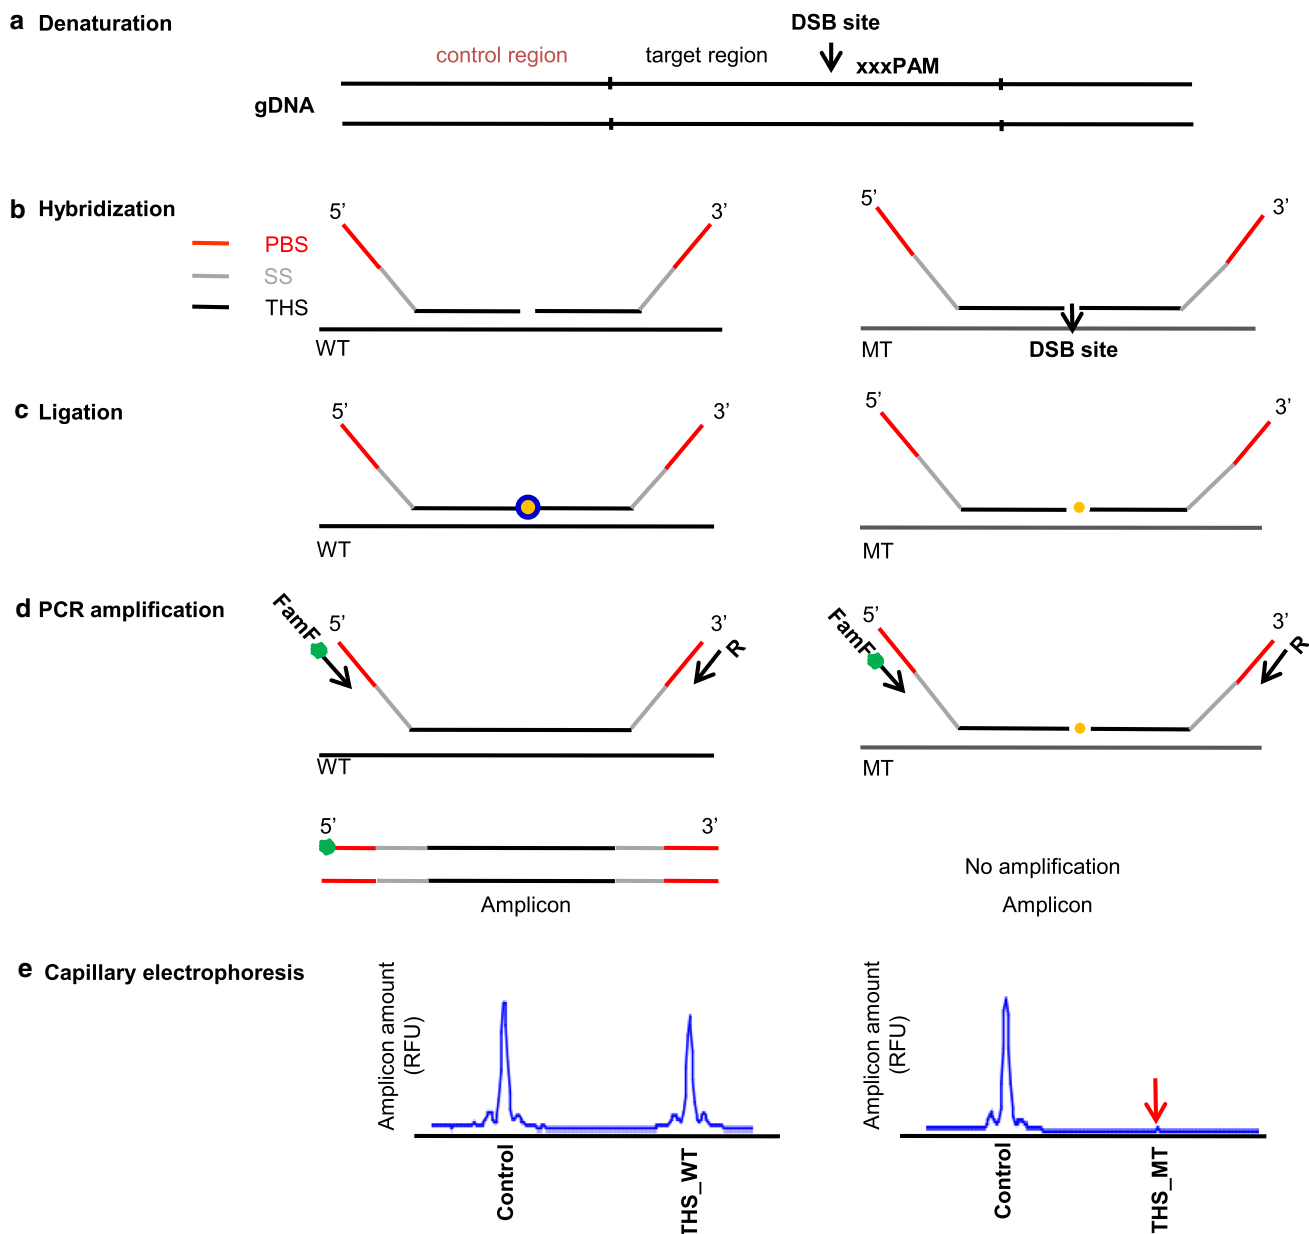 a Denaturation
DSB site
control region
target region
xxxPAM
gDNA
b Hybridization
5’
3’
5’
3’
PBS
SS
THS
WT
MT
DSB site
c Ligation
5’
3’
5’
3’
WT
MT
d PCR amplification
FamF
5’
3’
R
FamF
5’
3’
R
WT
MT
5’
3’
Amplicon
No amplification
Amplicon
e Capillary electrophoresis
Amplicon amount
(RFU)
Control
THS_WT
Amplicon amount
(RFU)
Control
THS_MT